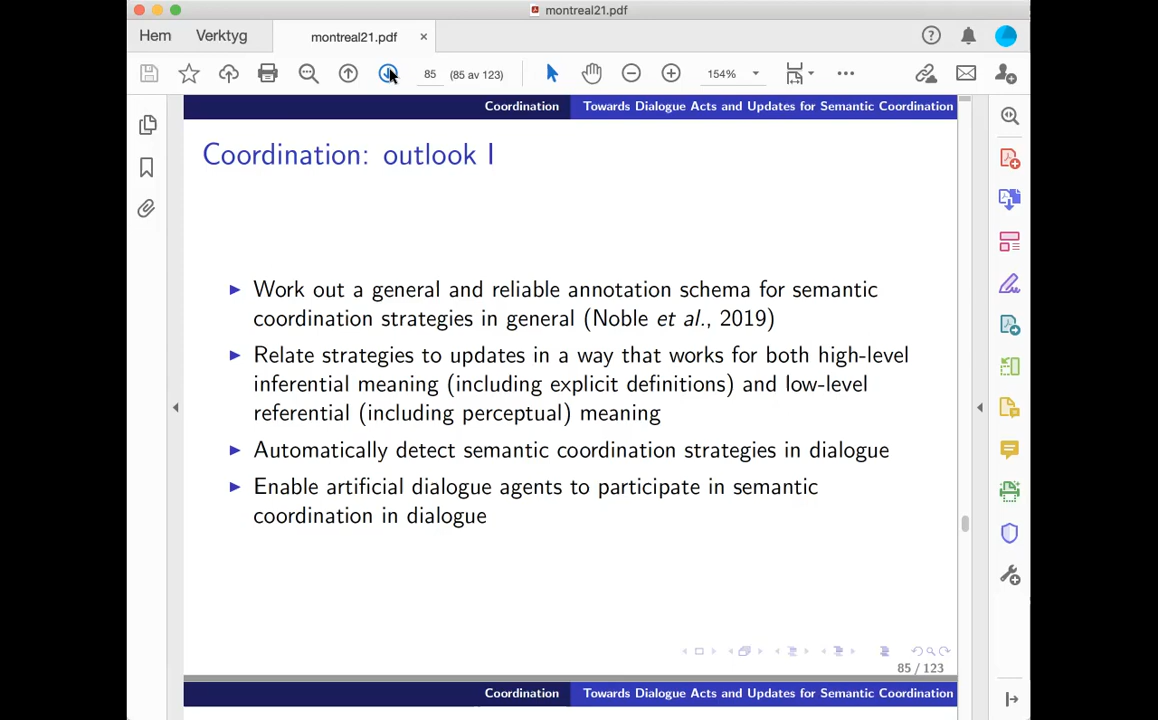 montreal21.pdf
Hem Verktyg montreal21.pdf ×
85 (85 av 123) 154%
Coordination Towards Dialogue Acts and Updates for Semantic Coordination
Coordination: outlook I
Work out a general and reliable annotation schema for semantic
coordination strategies in general (Noble et al., 2019)
Relate strategies to updates in a way that works for both high-level
inferential meaning (including explicit definitions) and low-level
referential (including perceptual) meaning
Automatically detect semantic coordination strategies in dialogue
Enable artificial dialogue agents to participate in semantic
coordination in dialogue
85 / 123
Coordination Towards Dialogue Acts and Updates for Semantic Coordination